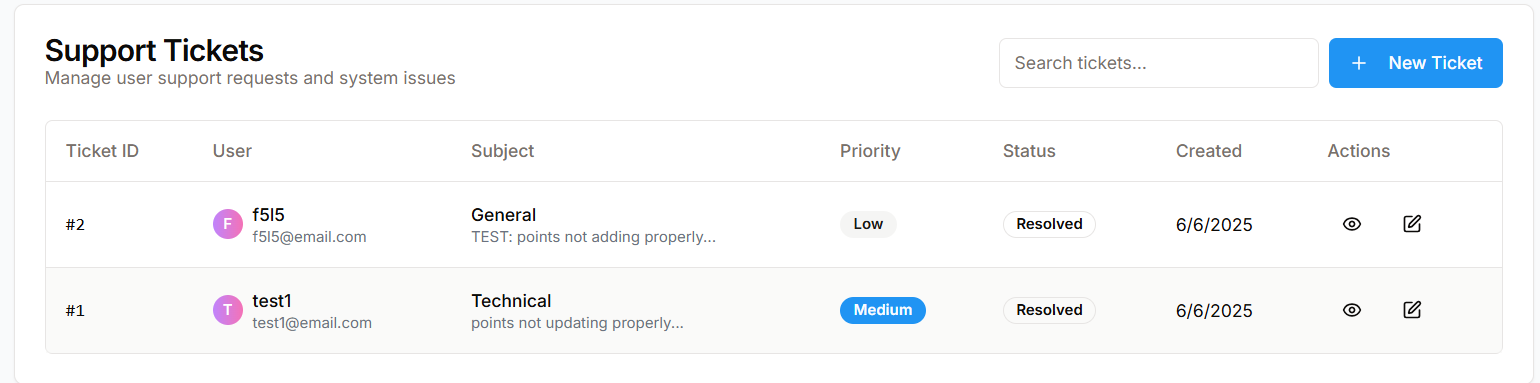 Support Tickets
Manage user support requests and system issues
Search tickets...
+ New Ticket
Ticket ID User Subject Priority Status Created Actions
#2 F f5l5 General Low Resolved 6/6/2025
f5l5@email.com TEST: points not adding properly...
#1 T test1 Technical Medium Resolved 6/6/2025
test1@email.com points not updating properly...